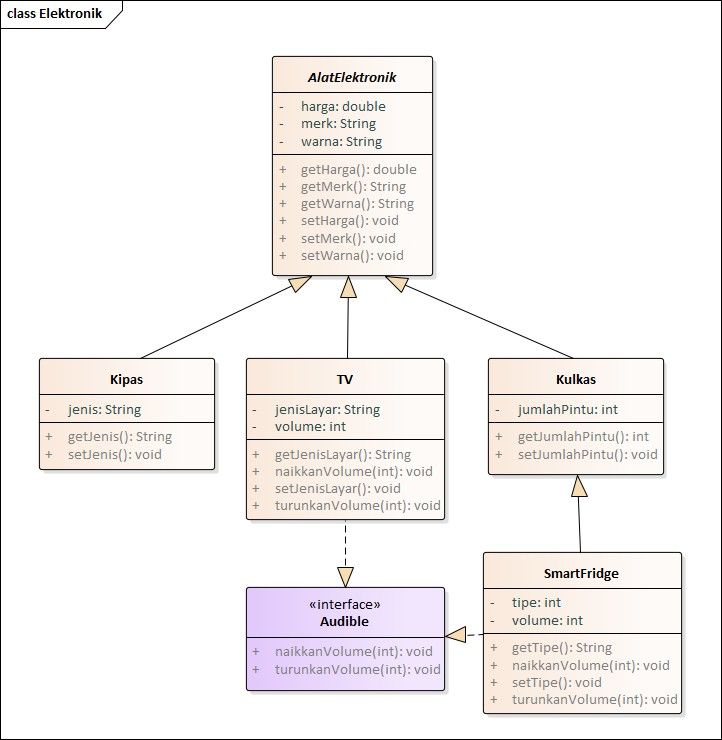 class Elektronik
AlatElektronik
- harga: double
- merk: String
- warna: String
+ getHarga(): double
+ getMerk(): String
+ getWarna(): String
+ setHarga(): void
+ setMerk(): void
+ setWarna(): void
Kipas
- jenis: String
+ getJenis(): String
+ setJenis(): void
TV
- jenisLayar: String
- volume: int
+ getJenisLayar(): String
+ naikkanVolume(int): void
+ setJenisLayar(): void
+ turunkanVolume(int): void
Kulkas
- jumlahPintu: int
+ getJumlahPintu(): int
+ setJumlahPintu(): void
«interface»
Audible
+ naikkanVolume(int): void
+ turunkanVolume(int): void
SmartFridge
- tipe: int
- volume: int
+ getTipe(): String
+ naikkanVolume(int): void
+ setTipe(): void
+ turunkanVolume(int): void